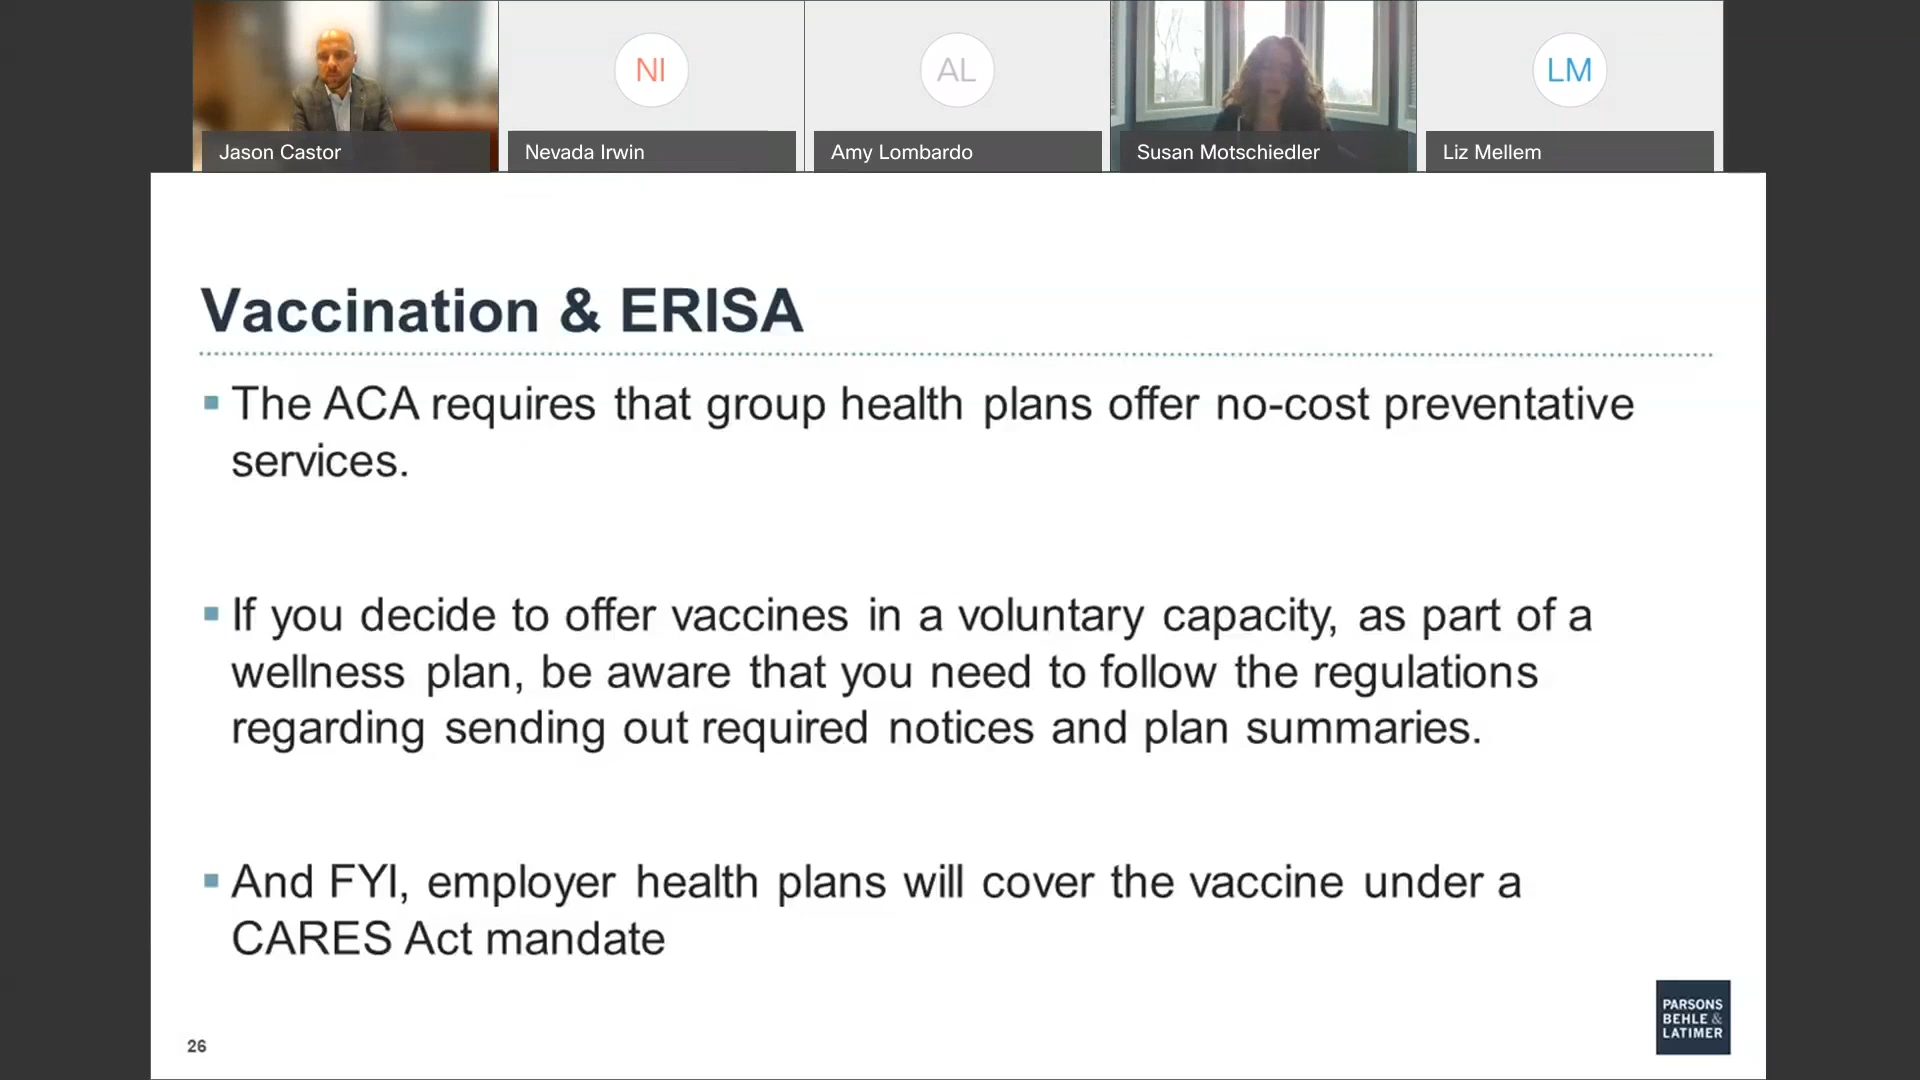 NI
AL
LM
Jason Castor
Nevada Irwin
Amy Lombardo
Susan Motschiedler
Liz Mellem
Vaccination & ERISA
The ACA requires that group health plans offer no-cost preventative
services.
If you decide to offer vaccines in a voluntary capacity, as part of a
wellness plan, be aware that you need to follow the regulations
regarding sending out required notices and plan summaries.
And FYI, employer health plans will cover the vaccine under a
CARES Act mandate
26
PARSONS
BEHLE &
LATIMER